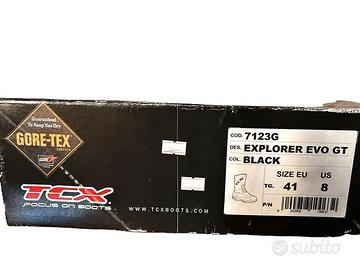 Guaranteed
To Keep You Dry
GORE-TEX
fabrics
TCX
FOCUS ON BOOTS
WWW.TCXBOOTS.COM
COD. 7123G
DES. EXPLORER EVO GT
COL. BLACK
SIZE EU US
TG. 41 8
P/N
subito